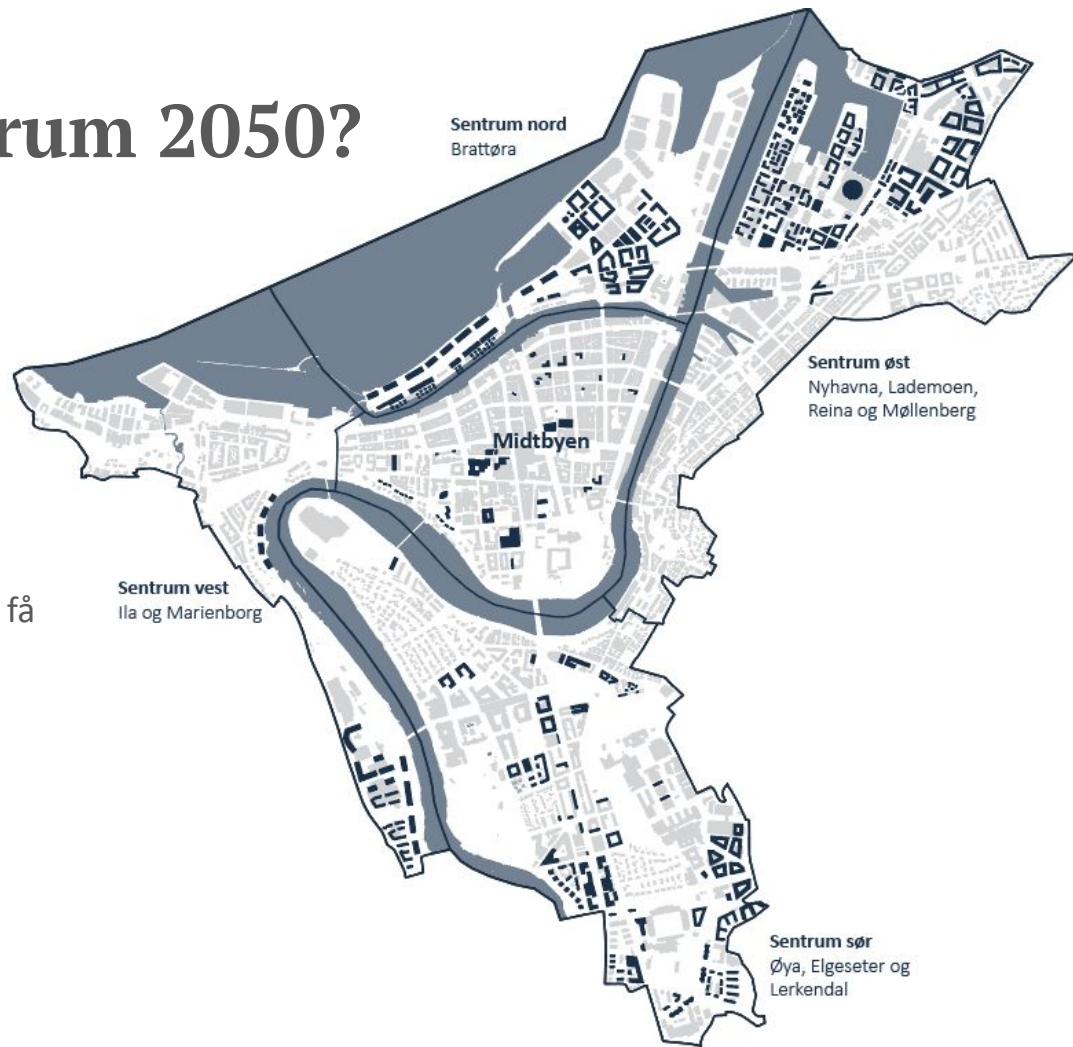 rum 2050?
Sentrum nord
Brattøra
Sentrum øst
Nyhavna, Lademoen,
Reina og Møllenberg
Midtbyen
Sentrum vest
Ila og Marienborg
få
Sentrum sør
Øya, Elgeseter og
Lerkendal